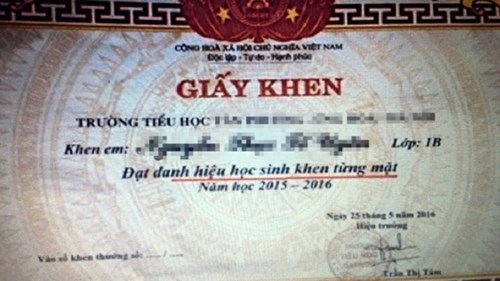 CỘNG HOÀ XÃ HỘI CHỦ NGHĨA VIỆT NAM
Độc lập - Tự do - Hạnh phúc
GIẤY KHEN
TRƯỜNG TIỂU HỌC
Khen em: Lớp: 1B
Đạt danh hiệu học sinh khen từng mặt
Năm học 2015 – 2016
Ngày 25 tháng 5 năm 2016
Hiệu trưởng
Vào sổ khen thưởng số: ..... / .....
Trần Thị Tám